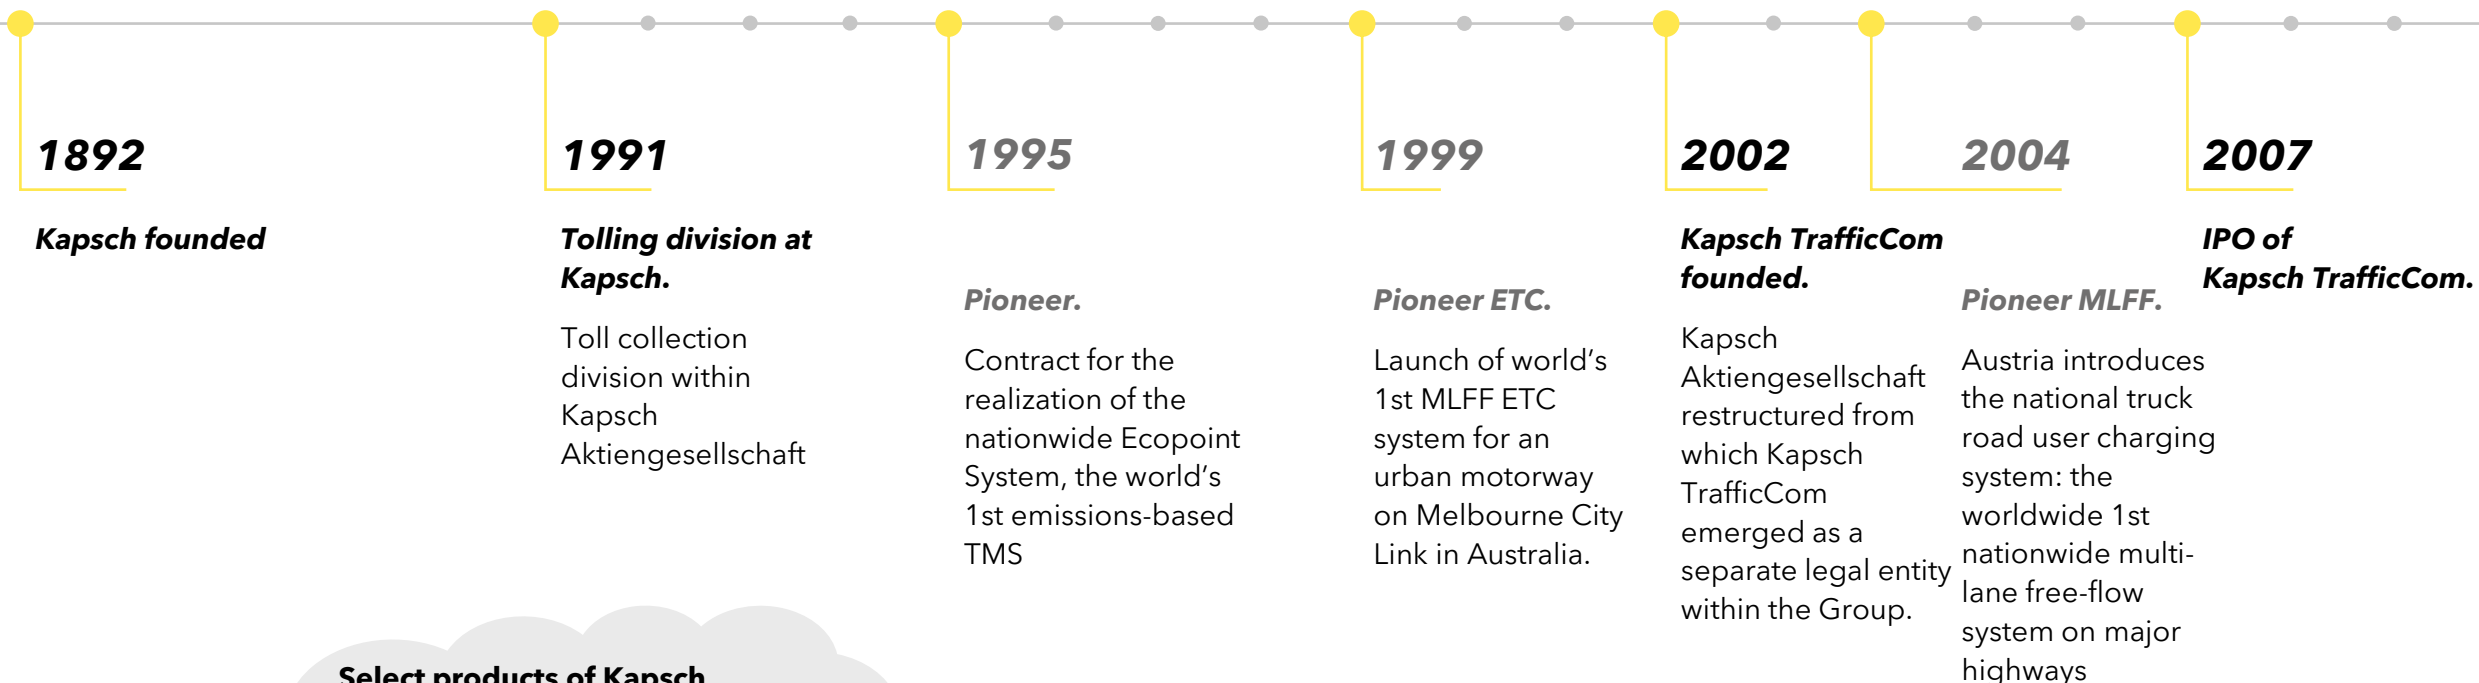 1892
Kapsch founded
1991
Tolling division at
Kapsch.
Toll collection
division within
Kapsch
Aktiengesellschaft
1995
Pioneer.
Contract for the
realization of the
nationwide Ecopoint
System, the world’s
1st emissions-based
TMS
1999
Pioneer ETC.
Launch of world’s
1st MLFF ETC
system for an
urban motorway
on Melbourne City
Link in Australia.
2002
Kapsch TrafficCom
founded.
Kapsch
Aktiengesellschaft
restructured from
which Kapsch
TrafficCom
emerged as a
separate legal entity
within the Group.
2004
Pioneer MLFF.
Austria introduces
the national truck
road user charging
system: the
worldwide 1st
nationwide multi-
lane free-flow
system on major
highways
2007
IPO of
Kapsch TrafficCom.
Select products of Kapsch